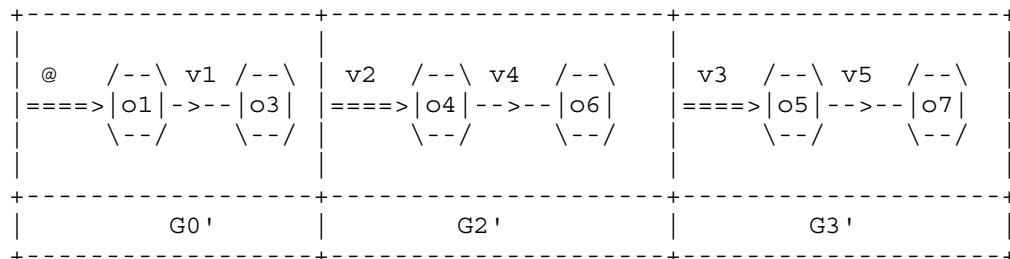 +------------------+---------------------+--------------------+
|                  |                     |                    |
| @   /--\ v1 /--\ | v2  /--\ v4  /--\   | v3  /--\ v5  /--\  |
|====>|o1|->--|o3| |====>|o4|-->--|o6|   |====>|o5|-->--|o7|  |
|     \--/    \--/ |     \--/     \--/   |     \--/     \--/  |
|                  |                     |                    |
+------------------+---------------------+--------------------+
|        G0'       |        G2'          |         G3'        |
+------------------+---------------------+--------------------+